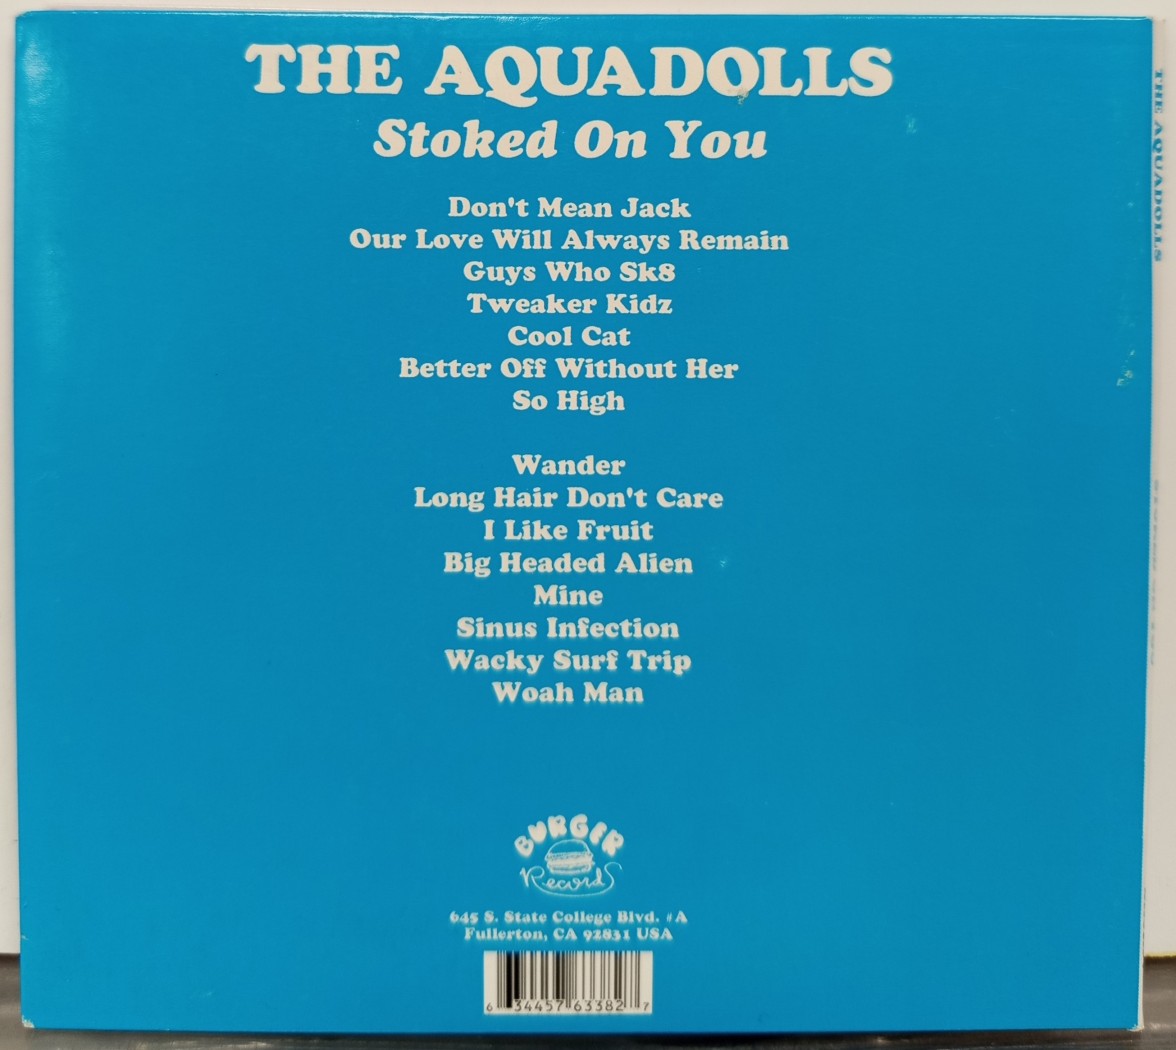 THE AQUADOLLS
Stoked On You
Don't Mean Jack
Our Love Will Always Remain
Guys Who Sk8
Tweaker Kidz
Cool Cat
Better Off Without Her
So High
Wander
Long Hair Don't Care
I Like Fruit
Big Headed Alien
Mine
Sinus Infection
Wacky Surf Trip
Woah Man
BURGER
Records
645 S. State College Blvd. #A
Fullerton, CA 92831 USA
6 34457 63382 7
THE AQUADOLLS